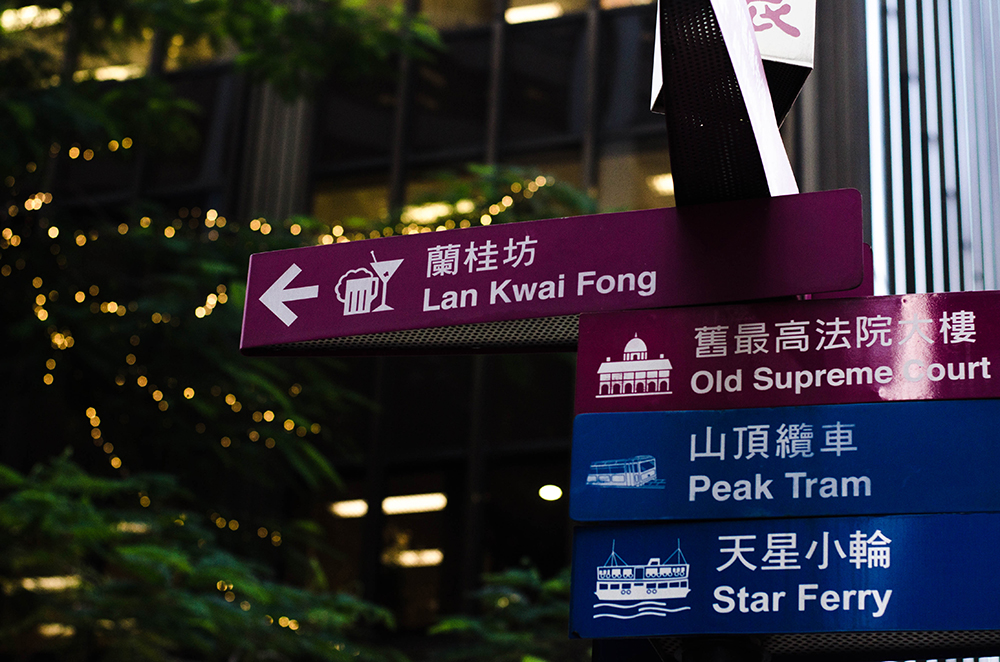 蘭桂坊
Lan Kwai Fong
舊最高法院大樓
Old Supreme Court
山頂纜車
Peak Tram
天星小輪
Star Ferry